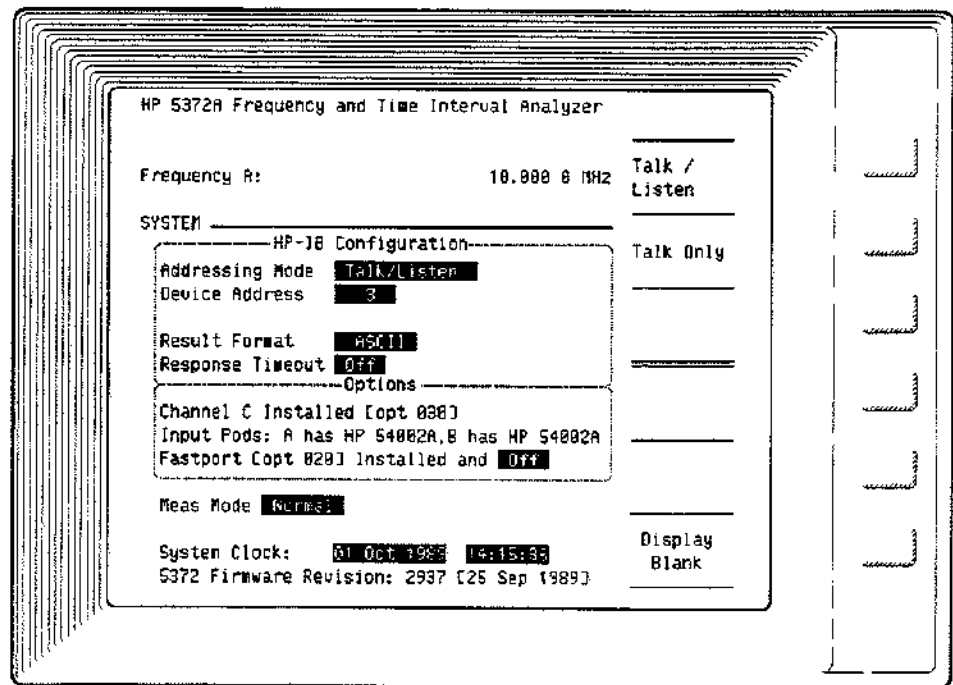 HP 5372A Frequency and Time Interval Analyzer
Frequency A: 10.000 0 MHz
Talk /
Listen
SYSTEM
HP-IB Configuration
Talk Only
Addressing Mode Talk/Listen
Device Address 3
Result Format ASCII
Response Timeout Off
Options
Channel C Installed [opt 030]
Input Pods: A has HP 54002A,B has HP 54002A
Fastport [opt 020] Installed and Off
Meas Mode Normal
System Clock: 01 Oct 1989
5372 Firmware Revision: 2937 [25 Sep 1989]
Display
Blank